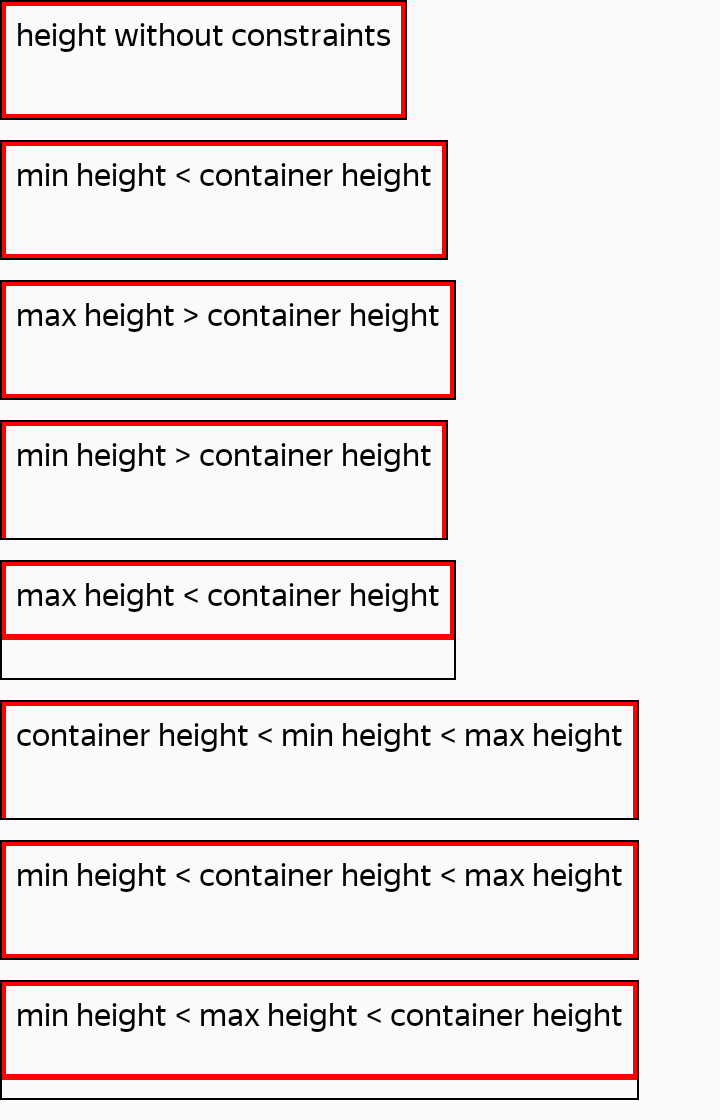 height without constraints
min height < container height
max height > container height
min height > container height
max height < container height
container height < min height < max height
min height < container height < max height
min height < max height < container height